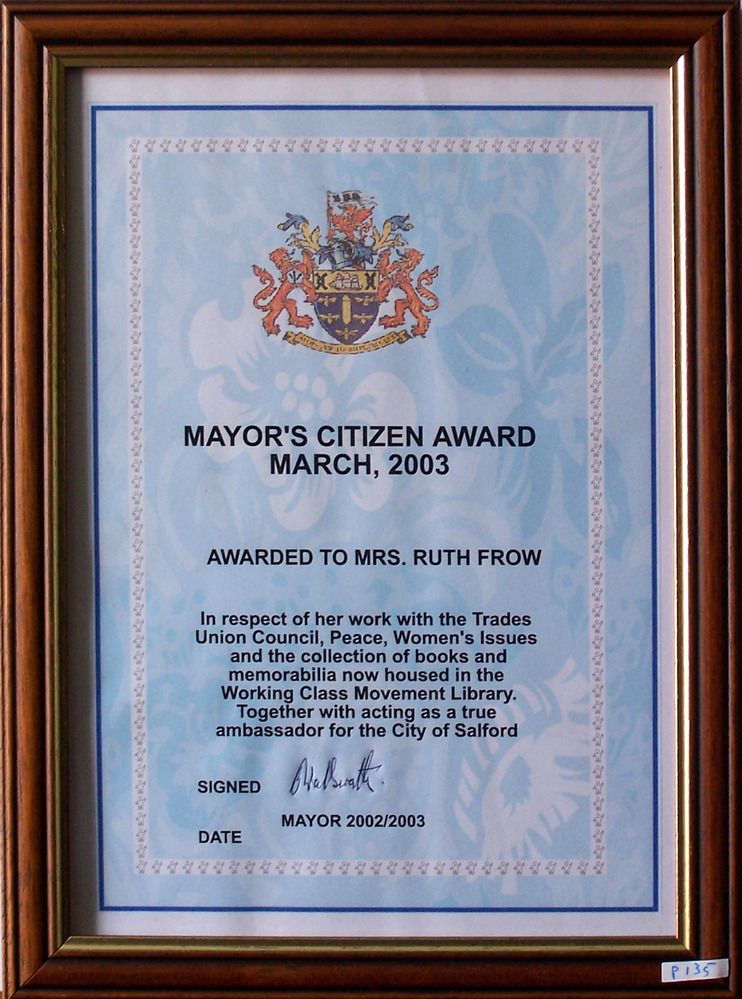 MAYOR'S CITIZEN AWARD
MARCH, 2003
AWARDED TO MRS. RUTH FROW
In respect of her work with the Trades
Union Council, Peace, Women's Issues
and the collection of books and
memorabilia now housed in the
Working Class Movement Library.
Together with acting as a true
ambassador for the City of Salford
SIGNED
MAYOR 2002/2003
DATE
P135